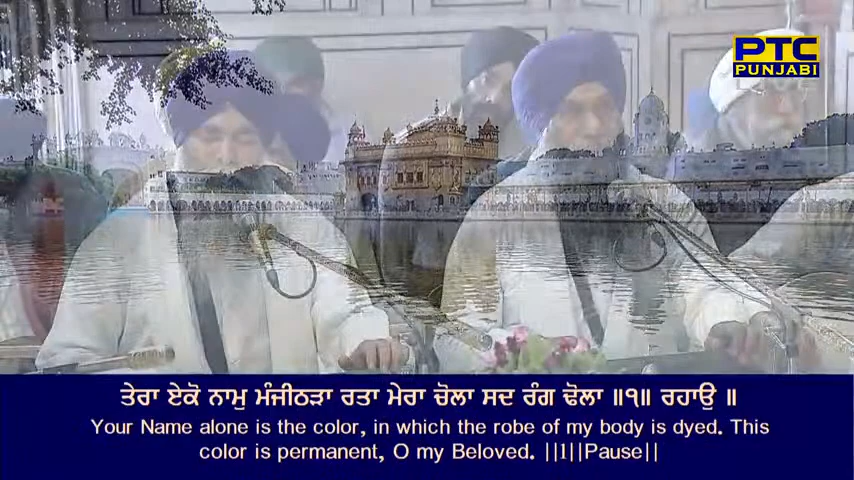 PTC
PUNJABI
ਤੇਰਾ ਏਕੋ ਨਾਮੁ ਮੰਜੀਠੜਾ ਰਤਾ ਮੇਰਾ ਚੋਲਾ ਸਦ ਰੰਗ ਢੋਲਾ ॥੧॥ ਰਹਾਉ ॥
Your Name alone is the color, in which the robe of my body is dyed. This
color is permanent, O my Beloved. ||1||Pause||